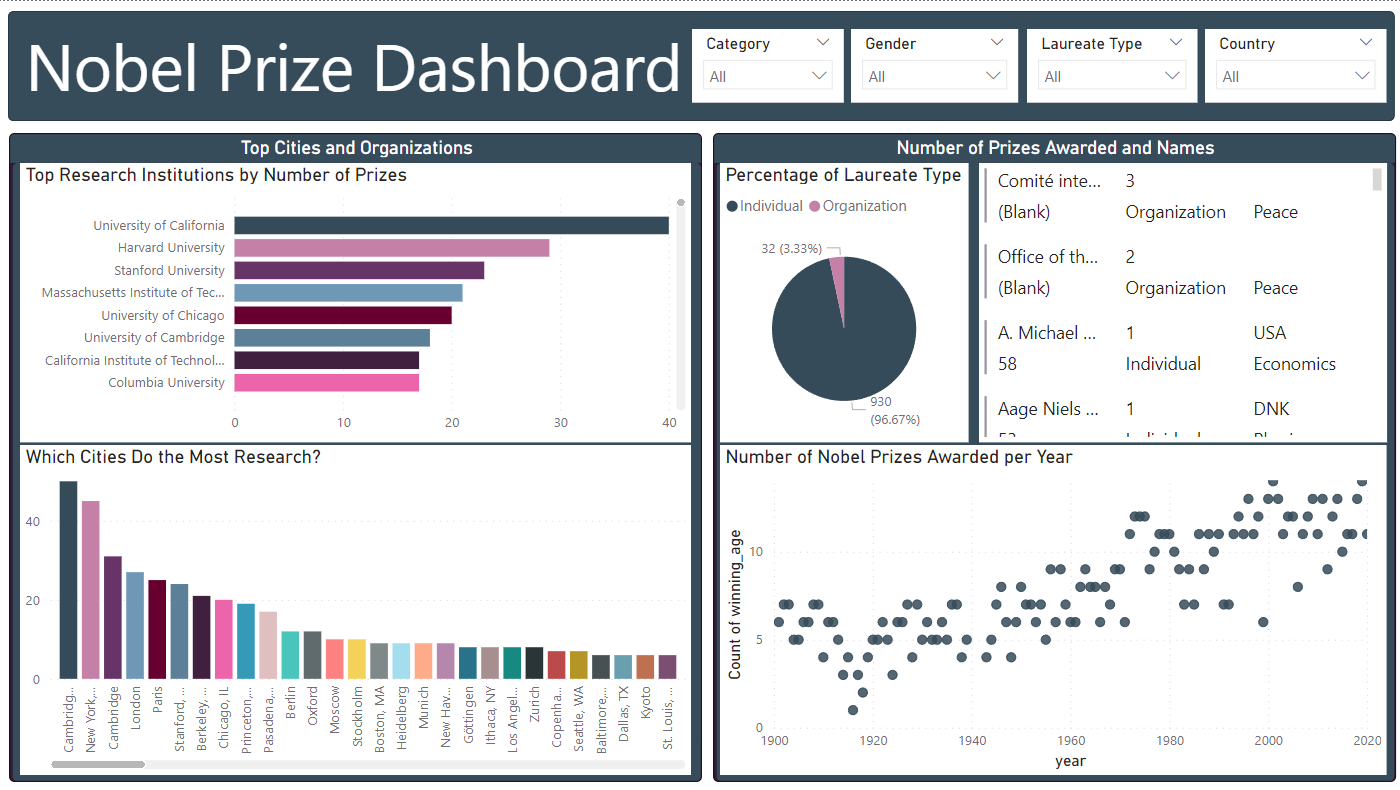 Nobel Prize Dashboard
Category
All
Gender
All
Laureate Type
All
Country
All
Top Cities and Organizations
Top Research Institutions by Number of Prizes
University of California
Harvard University
Stanford University
Massachusetts Institute of Tec...
University of Chicago
University of Cambridge
California Institute of Technol...
Columbia University
0 10 20 30 40
Which Cities Do the Most Research?
40
20
0
Cambridg...
New York,...
Cambridge
London
Paris
Stanford, ...
Berkeley, ...
Chicago, IL
Princeton,...
Pasadena,...
Berlin
Oxford
Moscow
Stockholm
Boston, MA
Heidelberg
Munich
New Hav...
Göttingen
Ithaca, NY
Los Angel...
Zurich
Copenha...
Seattle, WA
Baltimore,...
Dallas, TX
Kyoto
St. Louis, ...
Number of Prizes Awarded and Names
Percentage of Laureate Type
Individual Organization
32 (3.33%)
930
(96.67%)
Comité inte... 3
(Blank) Organization Peace
Office of th... 2
(Blank) Organization Peace
A. Michael ... 1 USA
58 Individual Economics
Aage Niels ... 1 DNK
Number of Nobel Prizes Awarded per Year
Count of winning_age
10
5
0
1900 1920 1940 1960 1980 2000 2020
year